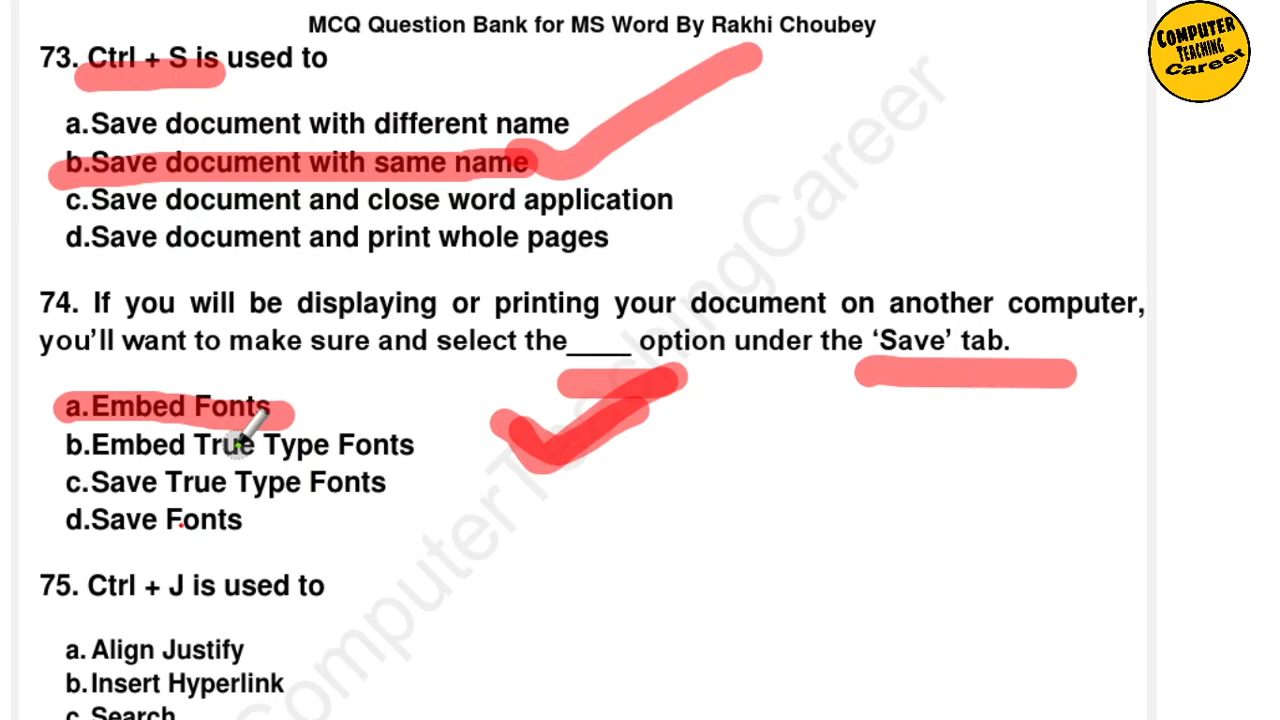 MCQ Question Bank for MS Word By Rakhi Choubey
COMPUTER
TEACHING
Career
73. Ctrl + S is used to
a.Save document with different name
b.Save document with same name
c.Save document and close word application
d.Save document and print whole pages
74. If you will be displaying or printing your document on another computer,
you'll want to make sure and select the____ option under the ‘Save’ tab.
a.Embed Fonts
b.Embed True Type Fonts
c.Save True Type Fonts
d.Save Fonts
75. Ctrl + J is used to
a. Align Justify
b.Insert Hyperlink
c. Search
ComputerTeachingCareer